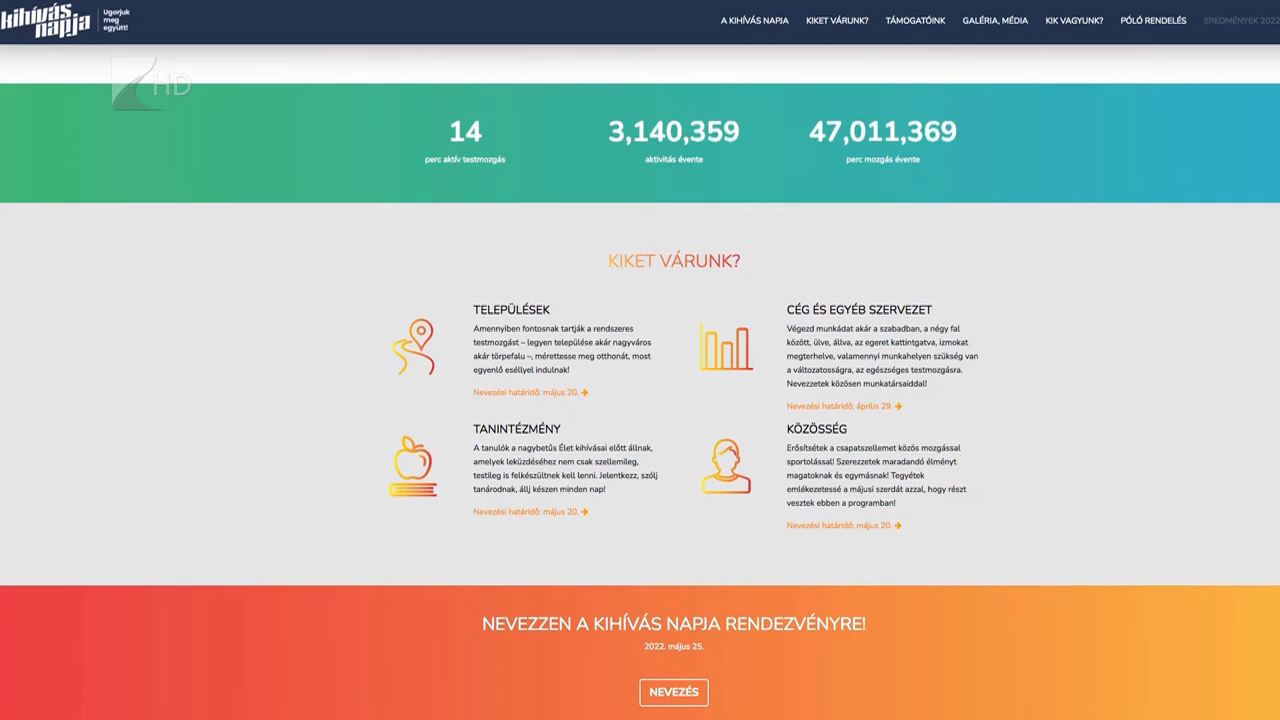 kihívás
napja
Ugorjuk
meg
együtt!
A KIHÍVÁS NAPJA
KIKET VÁRUNK?
TÁMOGATÓINK
GALÉRIA, MÉDIA
KIK VAGYUNK?
PÓLÓ RENDELÉS
EREDMÉNYEK 2022
HD
14
perc aktív testmozgás
3,140,359
aktivitás évente
47,011,369
perc mozgás évente
KIKET VÁRUNK?
TELEPÜLÉSEK
Amennyiben fontosnak tartják a rendszeres
testmozgást – legyen települése akár nagyváros
akár törpefalu –, mérettesse meg otthonát, most
egyenlő eséllyel indulnak!
Nevezési határidő: május 20. →
CÉG ÉS EGYÉB SZERVEZET
Végezd munkádat akár a szabadban, a négy fal
között, ülve, állva, az egeret kattintgatva, izmokat
megterhelve, valamennyi munkahelyen szükség van
a változatosságra, az egészséges testmozgásra.
Nevezzetek közösen munkatársaiddal!
Nevezési határidő: április 29. →
TANINTÉZMÉNY
A tanulók a nagybetűs Élet kihívásai előtt állnak,
amelyek leküzdéséhez nem csak szellemileg,
testileg is felkészültnek kell lenni. Jelentkezz, szólj
tanárodnak, állj készen minden nap!
Nevezési határidő: május 20. →
KÖZÖSSÉG
Erősítsétek a csapatszellemet közös mozgással
sportolással! Szerezzetek maradandó élményt
magatoknak és egymásnak! Tegyétek
emlékezetessé a májusi szerdát azzal, hogy részt
vesztek ebben a programban!
Nevezési határidő: május 20. →
NEVEZZEN A KIHÍVÁS NAPJA RENDEZVÉNYRE!
2022. május 25.
NEVEZÉS